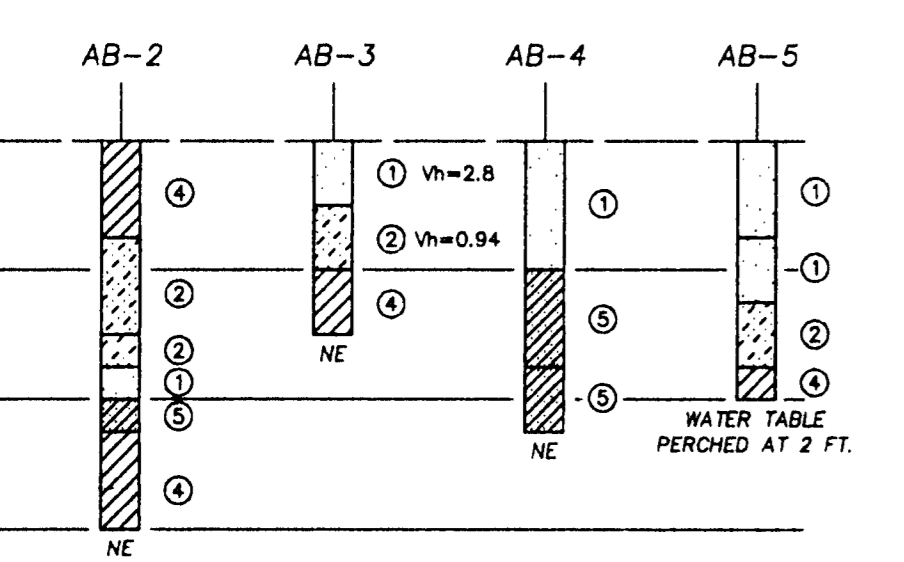 AB-2 AB-3 AB-4 AB-5
① Vh=2.8
④
①
①
② Vh=0.94
①
②
④
⑤
②
NE
②
①
④
⑤
⑤
WATER TABLE
PERCHED AT 2 FT.
NE
④
NE